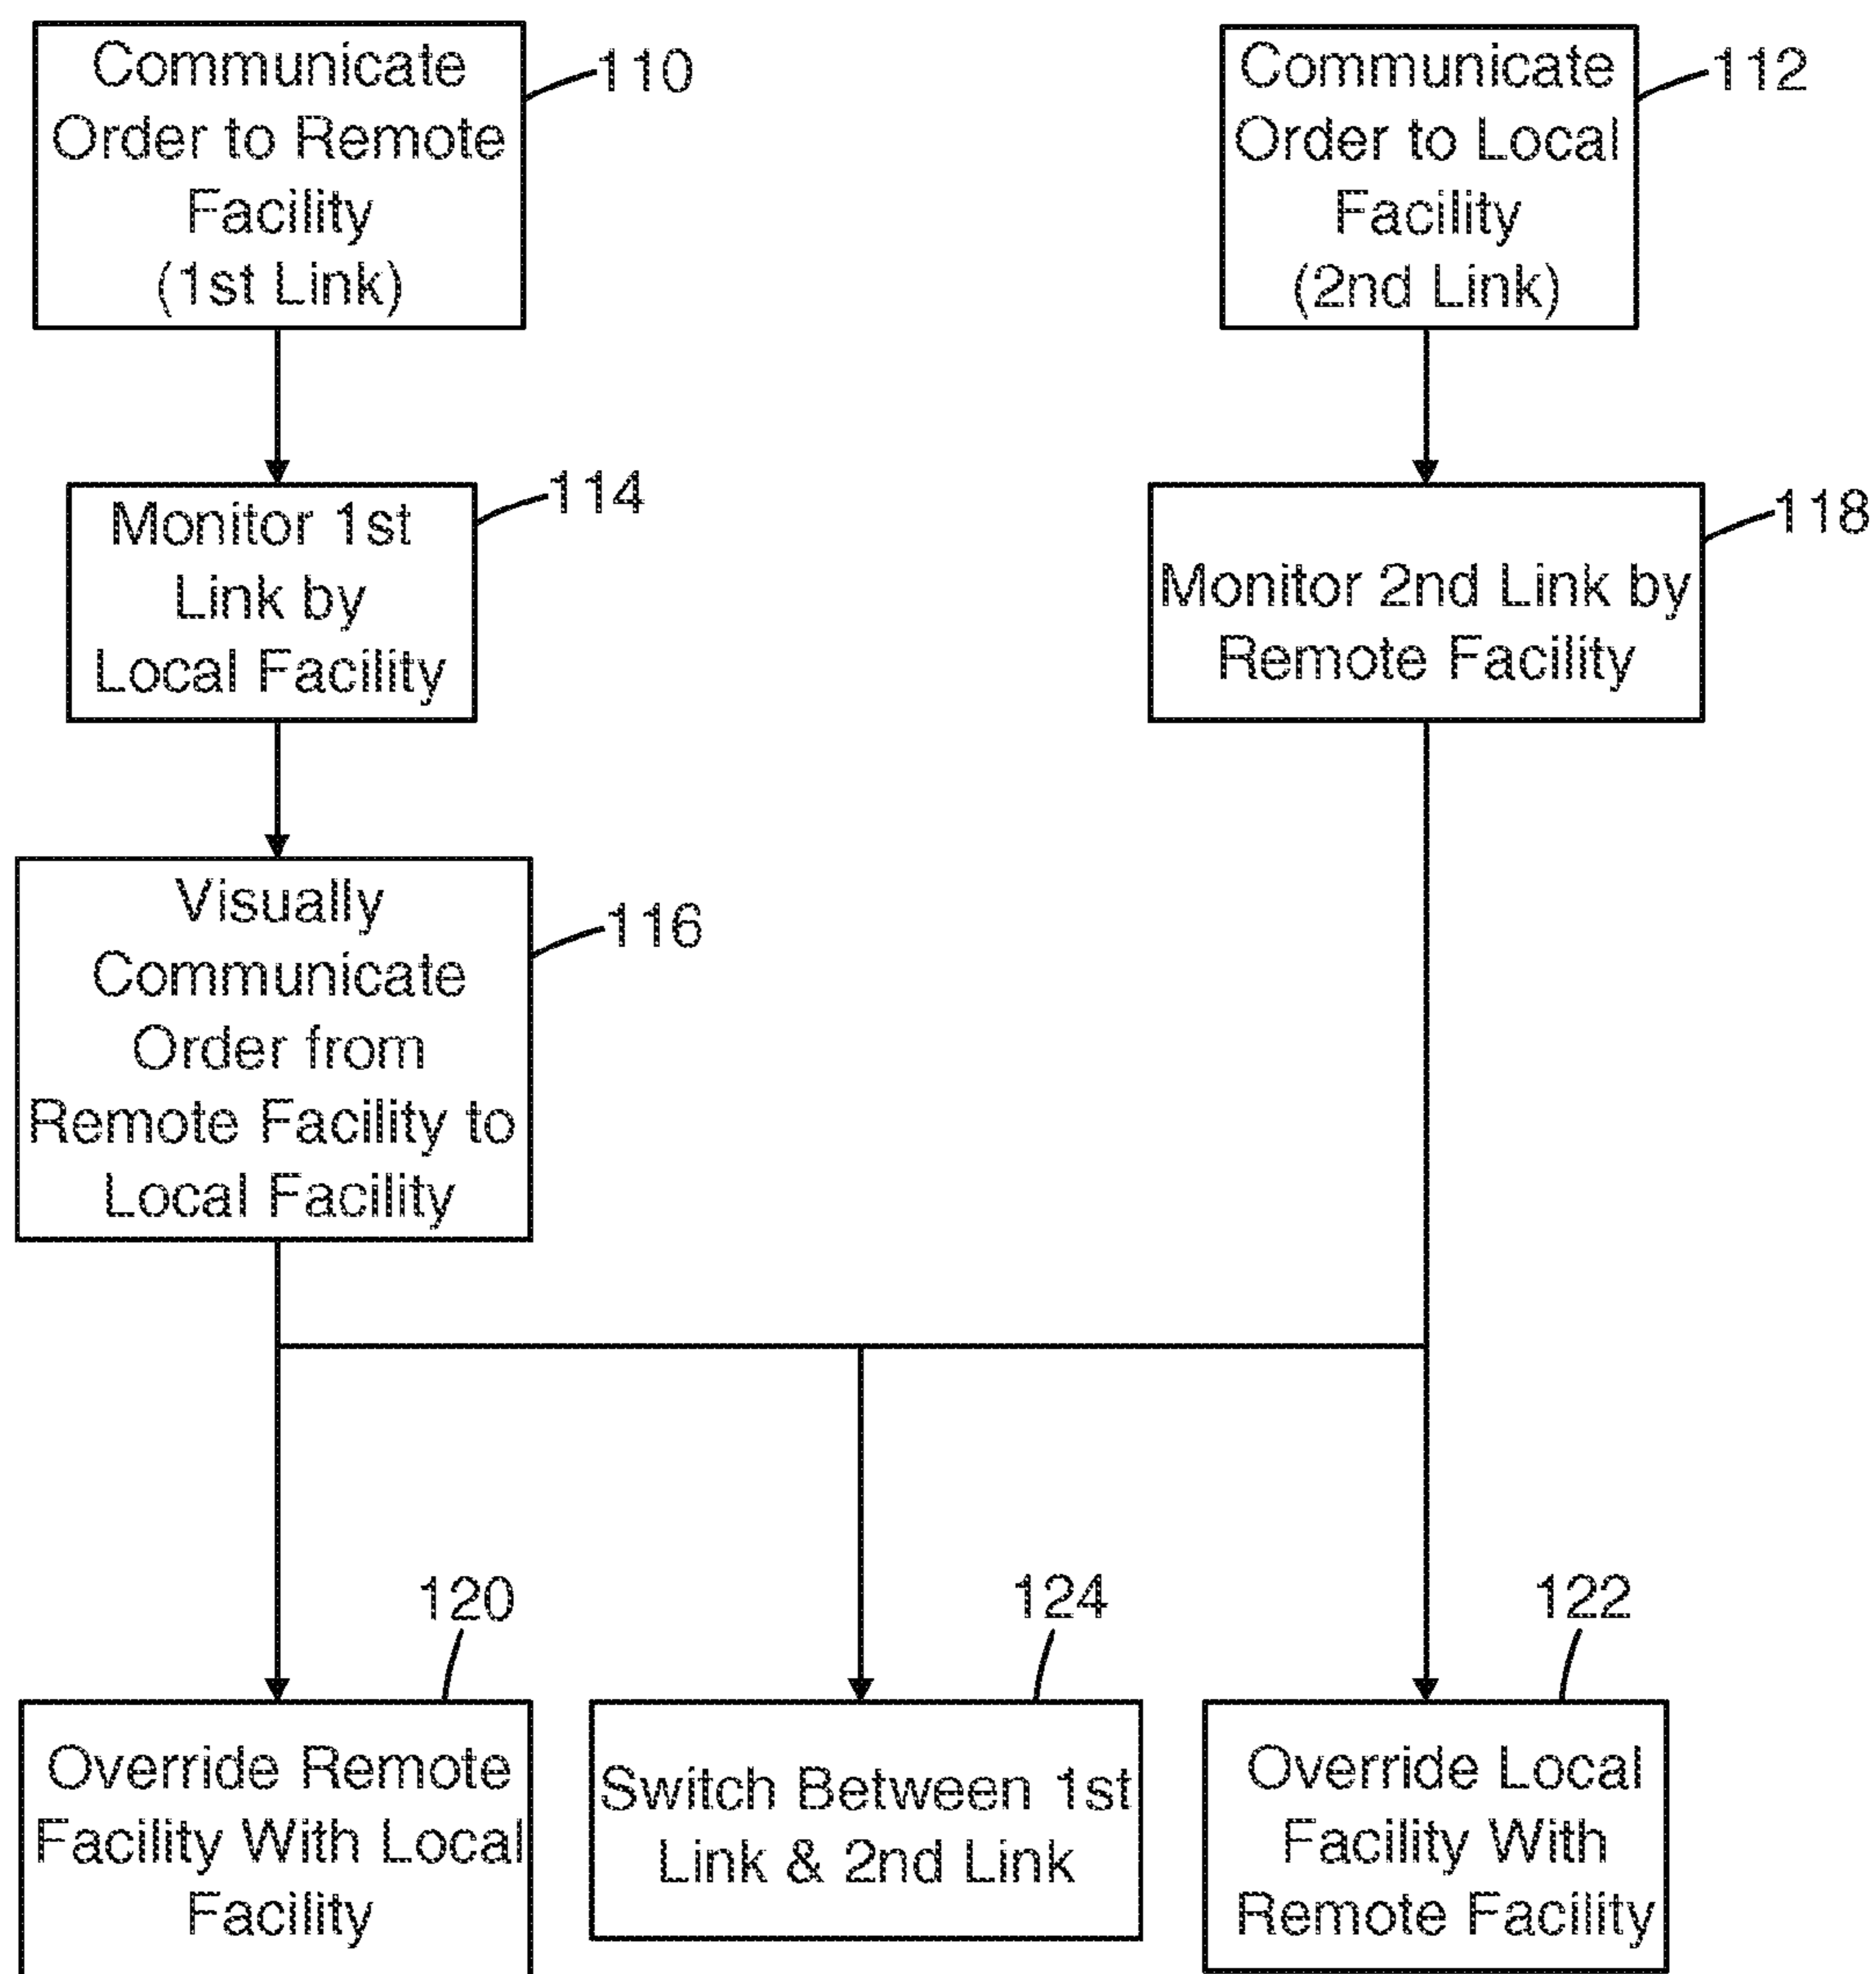 Communicate
Order to Remote
Facility
(1st Link)
110
Communicate
Order to Local
Facility
(2nd Link)
112
Monitor 1st
Link by
Local Facility
114
Monitor 2nd Link by
Remote Facility
118
Visually
Communicate
Order from
Remote Facility to
Local Facility
116
120
Override Remote
Facility With Local
Facility
124
Switch Between 1st
Link & 2nd Link
122
Override Local
Facility With
Remote Facility